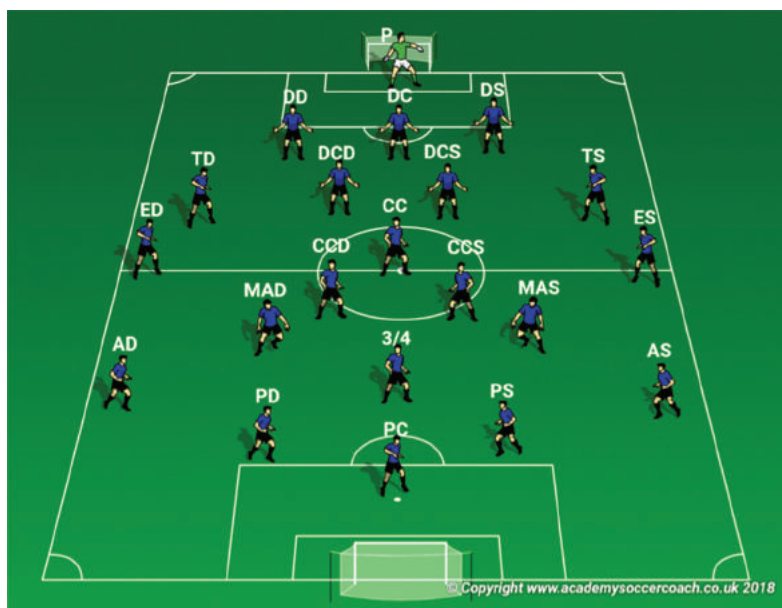 P
DD DC DS
TD DCD DCS TS
ED CC ES
CCD CCS
MAD MAS
AD 3/4 AS
PD PS
PC
© Copyright www.academysoccercoach.co.uk 2018